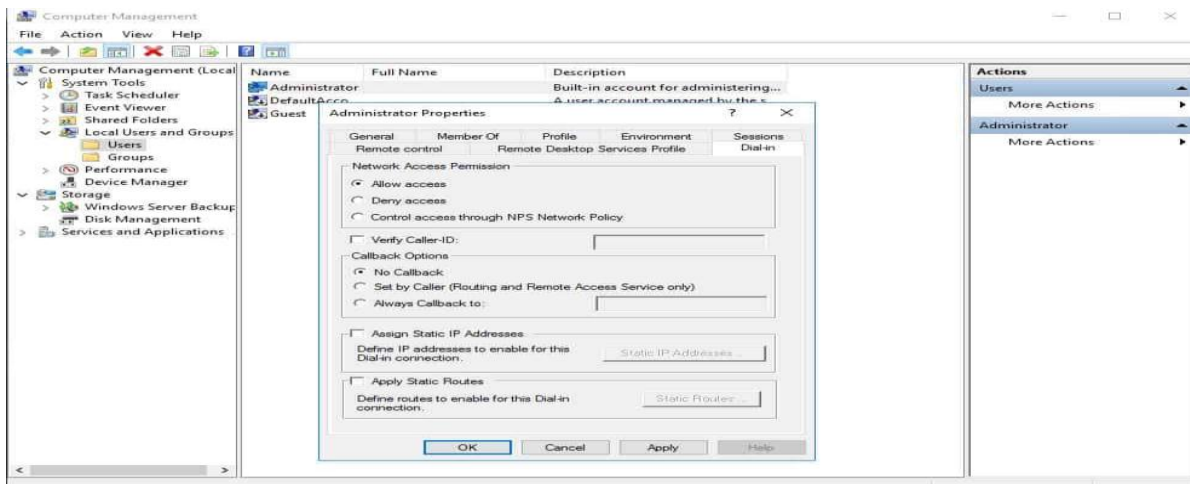 Computer Management
File Action View Help
Computer Management (Local
System Tools
Task Scheduler
Event Viewer
Shared Folders
Local Users and Groups
Users
Groups
Performance
Device Manager
Storage
Windows Server Backup
Disk Management
Services and Applications
Name Full Name Description
Administrator Built-in account for administering...
DefaultAcco A user account managed by the s
Guest
Administrator Properties ? ×
General Member Of Profile Environment Sessions
Remote control Remote Desktop Services Profile Dial-in
Network Access Permission
Allow access
Deny access
Control access through NPS Network Policy
Verify Caller-ID:
Callback Options
No Callback
Set by Caller (Routing and Remote Access Service only)
Always Callback to:
Assign Static IP Addresses
Define IP addresses to enable for this
Dial-in connection.
Static IP Addresses ...
Apply Static Routes
Define routes to enable for this Dial-in
connection.
Static Routes ...
OK Cancel Apply Help
Actions
Users
More Actions
Administrator
More Actions